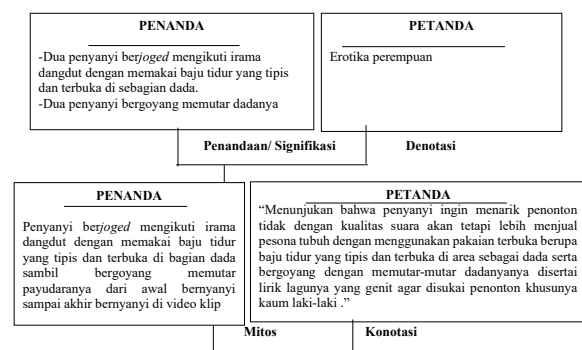 PENANDA
-Dua penyanyi berjoged mengikuti irama
dangdut dengan memakai baju tidur yang tipis
dan terbuka di sebagian dada.
-Dua penyanyi bergoyang memutar dadanya
PETANDA
Erotika perempuan
Penandaan/ Signifikasi
Denotasi
PENANDA
Penyanyi berjoged mengikuti irama
dangdut dengan memakai baju tidur
yang tipis dan terbuka di bagian dada
sambil bergoyang memutar
payudaranya dari awal bernyanyi
sampai akhir bernyanyi di video klip
PETANDA
“Menunjukan bahwa penyanyi ingin menarik penonton
tidak dengan kualitas suara akan tetapi lebih menjual
pesona tubuh dengan menggunakan pakaian terbuka berupa
baju tidur yang tipis dan terbuka di area sebagai dada serta
bergoyang dengan memutar-mutar dadanyanya disertai
lirik lagunya yang genit agar disukai penonton khusunya
kaum laki-laki .”
Mitos
Konotasi